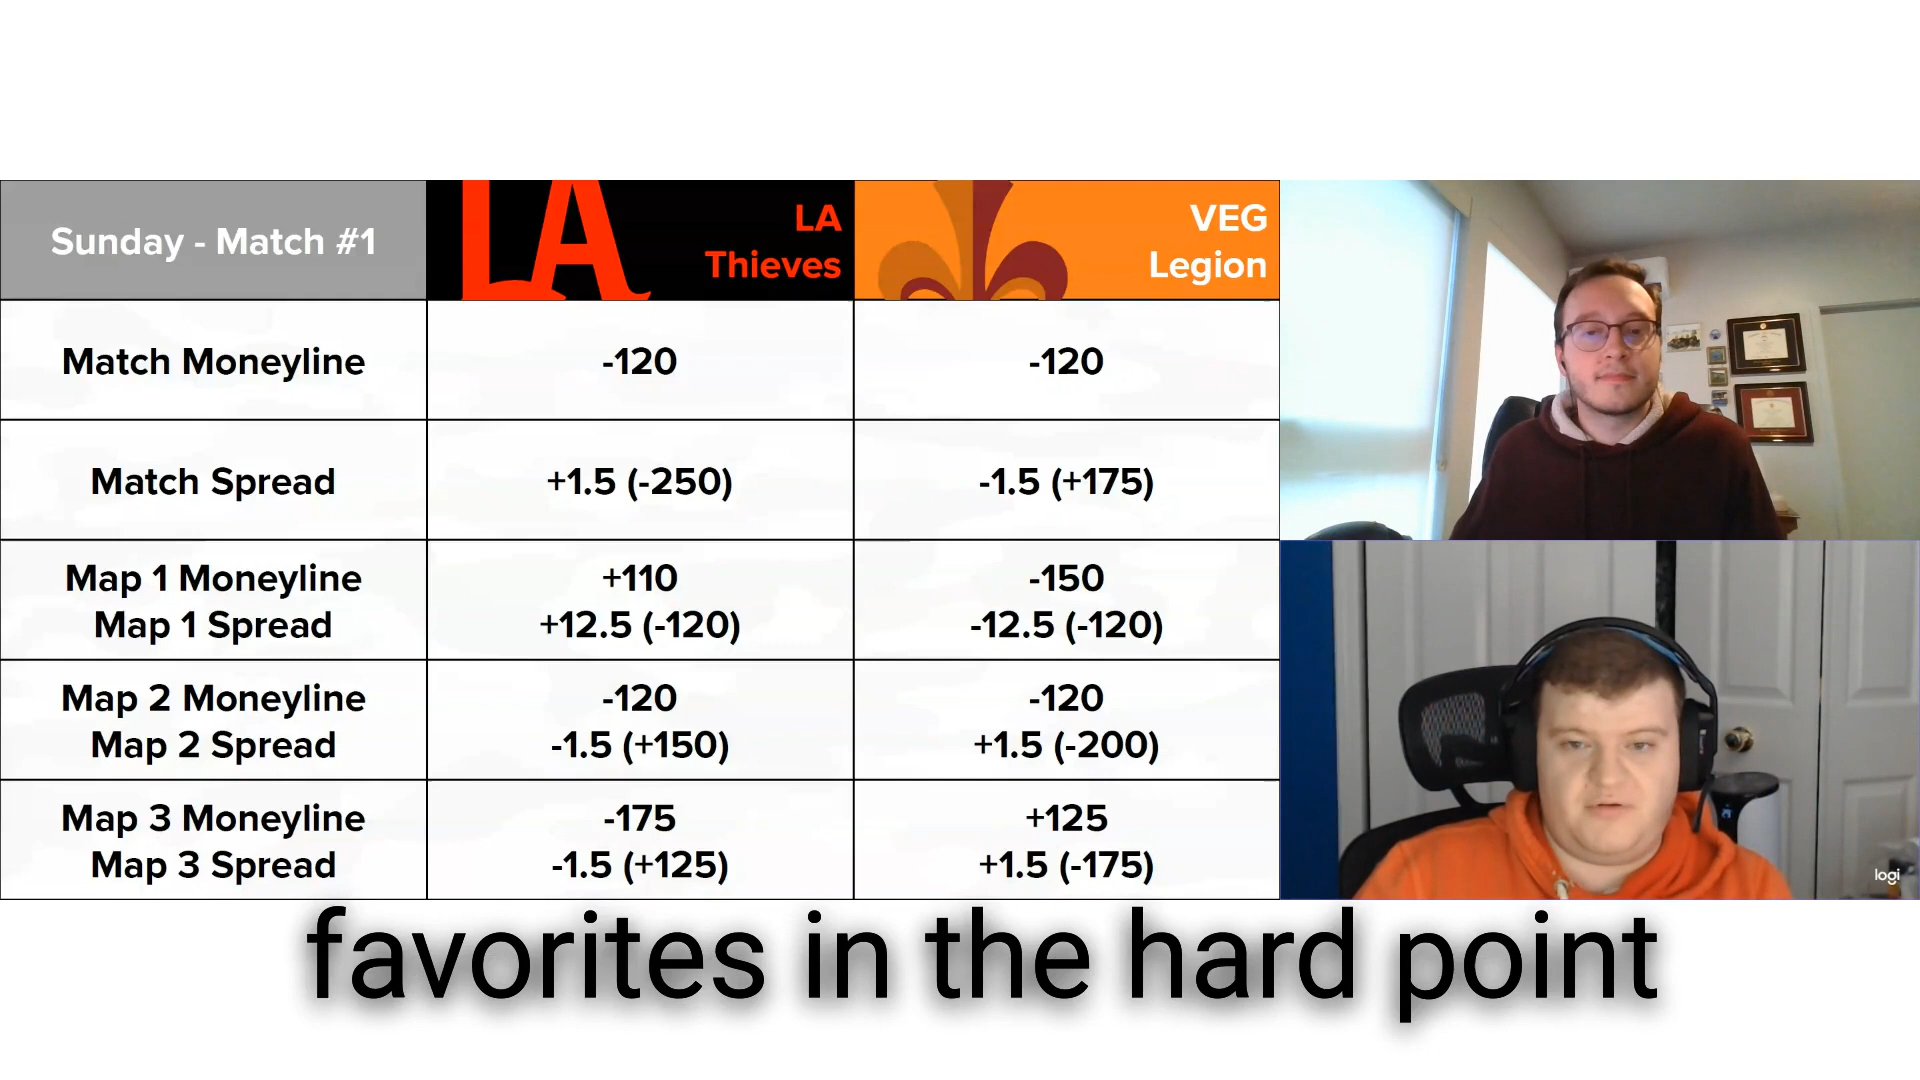 Sunday - Match #1
LA
LA
Thieves
VEG
Legion
Match Moneyline
-120
-120
Match Spread
+1.5 (-250)
-1.5 (+175)
Map 1 Moneyline
Map 1 Spread
+110
+12.5 (-120)
-150
-12.5 (-120)
Map 2 Moneyline
Map 2 Spread
-120
-1.5 (+150)
-120
+1.5 (-200)
Map 3 Moneyline
Map 3 Spread
-175
-1.5 (+125)
+125
+1.5 (-175)
logi
favorites in the hard point